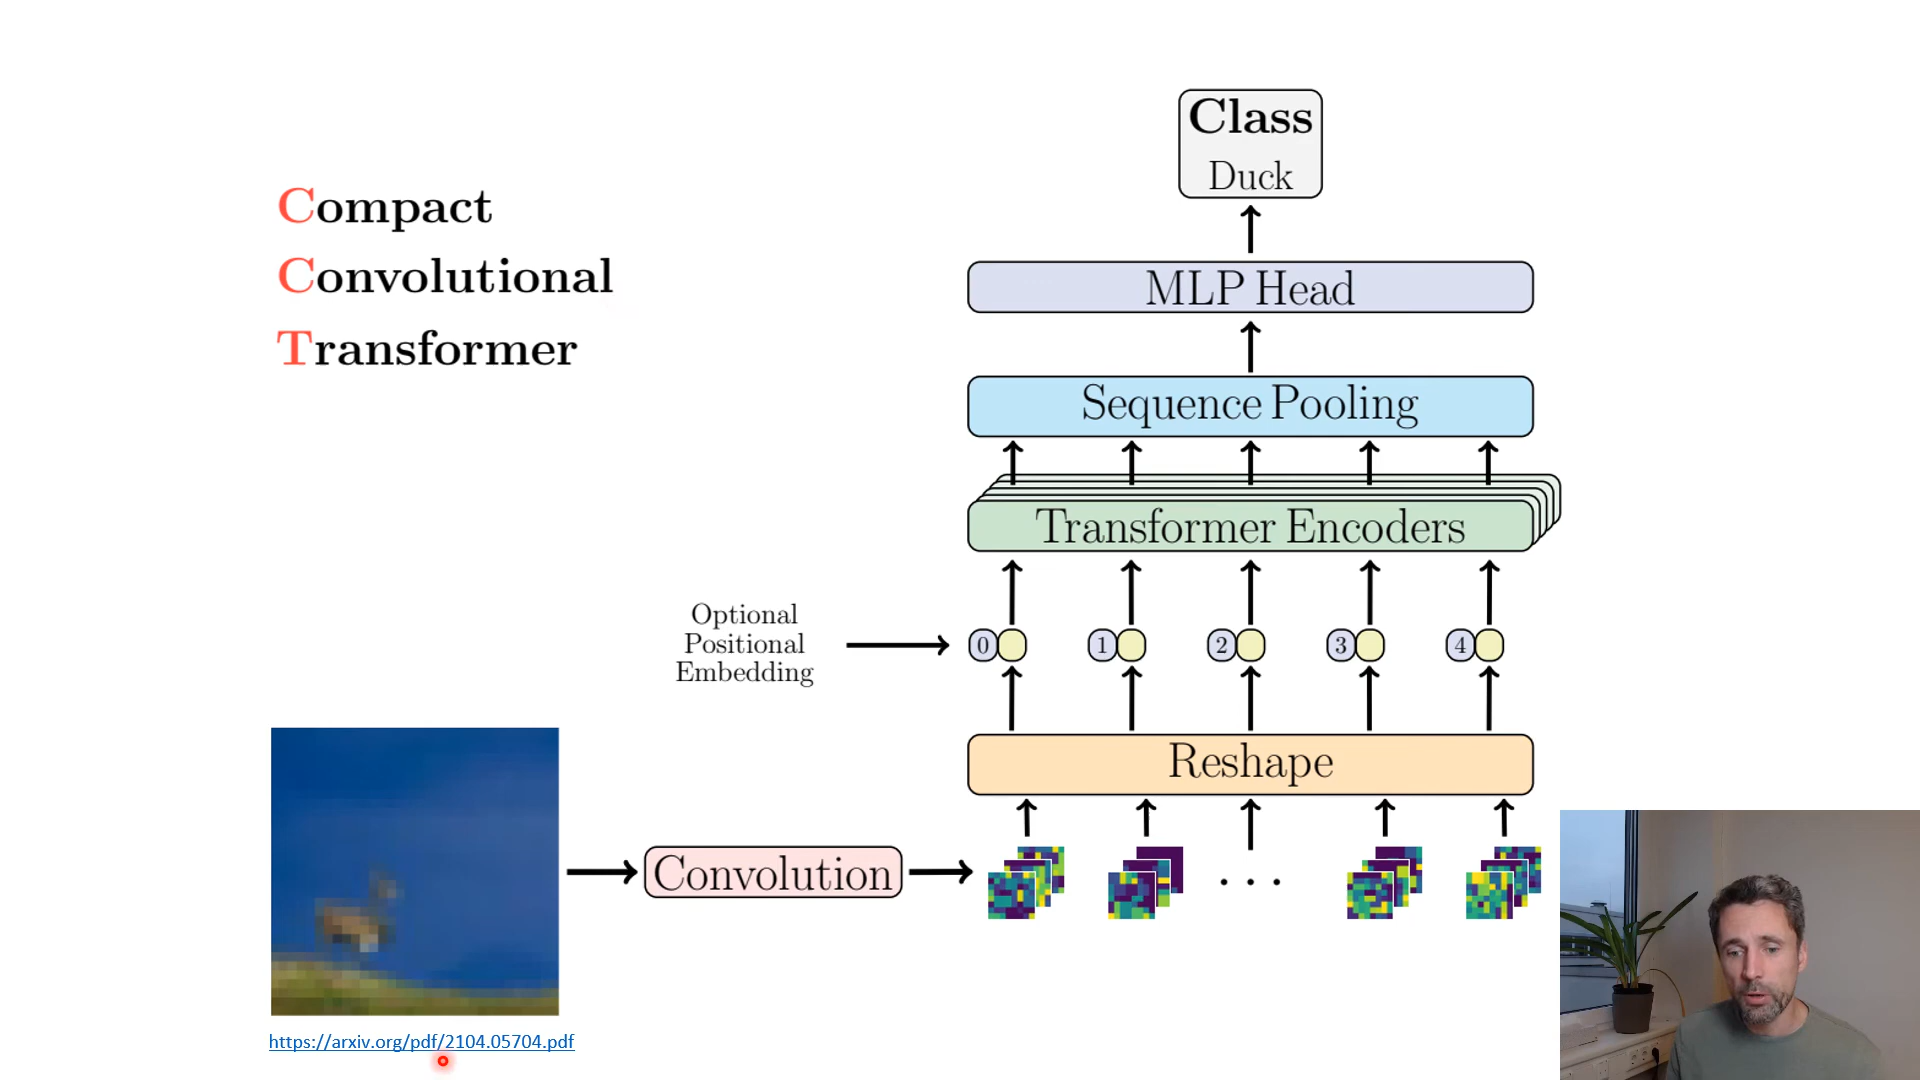 Compact
Convolutional
Transformer
Class
Duck
MLP Head
Sequence Pooling
Transformer Encoders
Optional
Positional
Embedding
0 1 2 3 4
Reshape
Convolution
. . .
https://arxiv.org/pdf/2104.05704.pdf